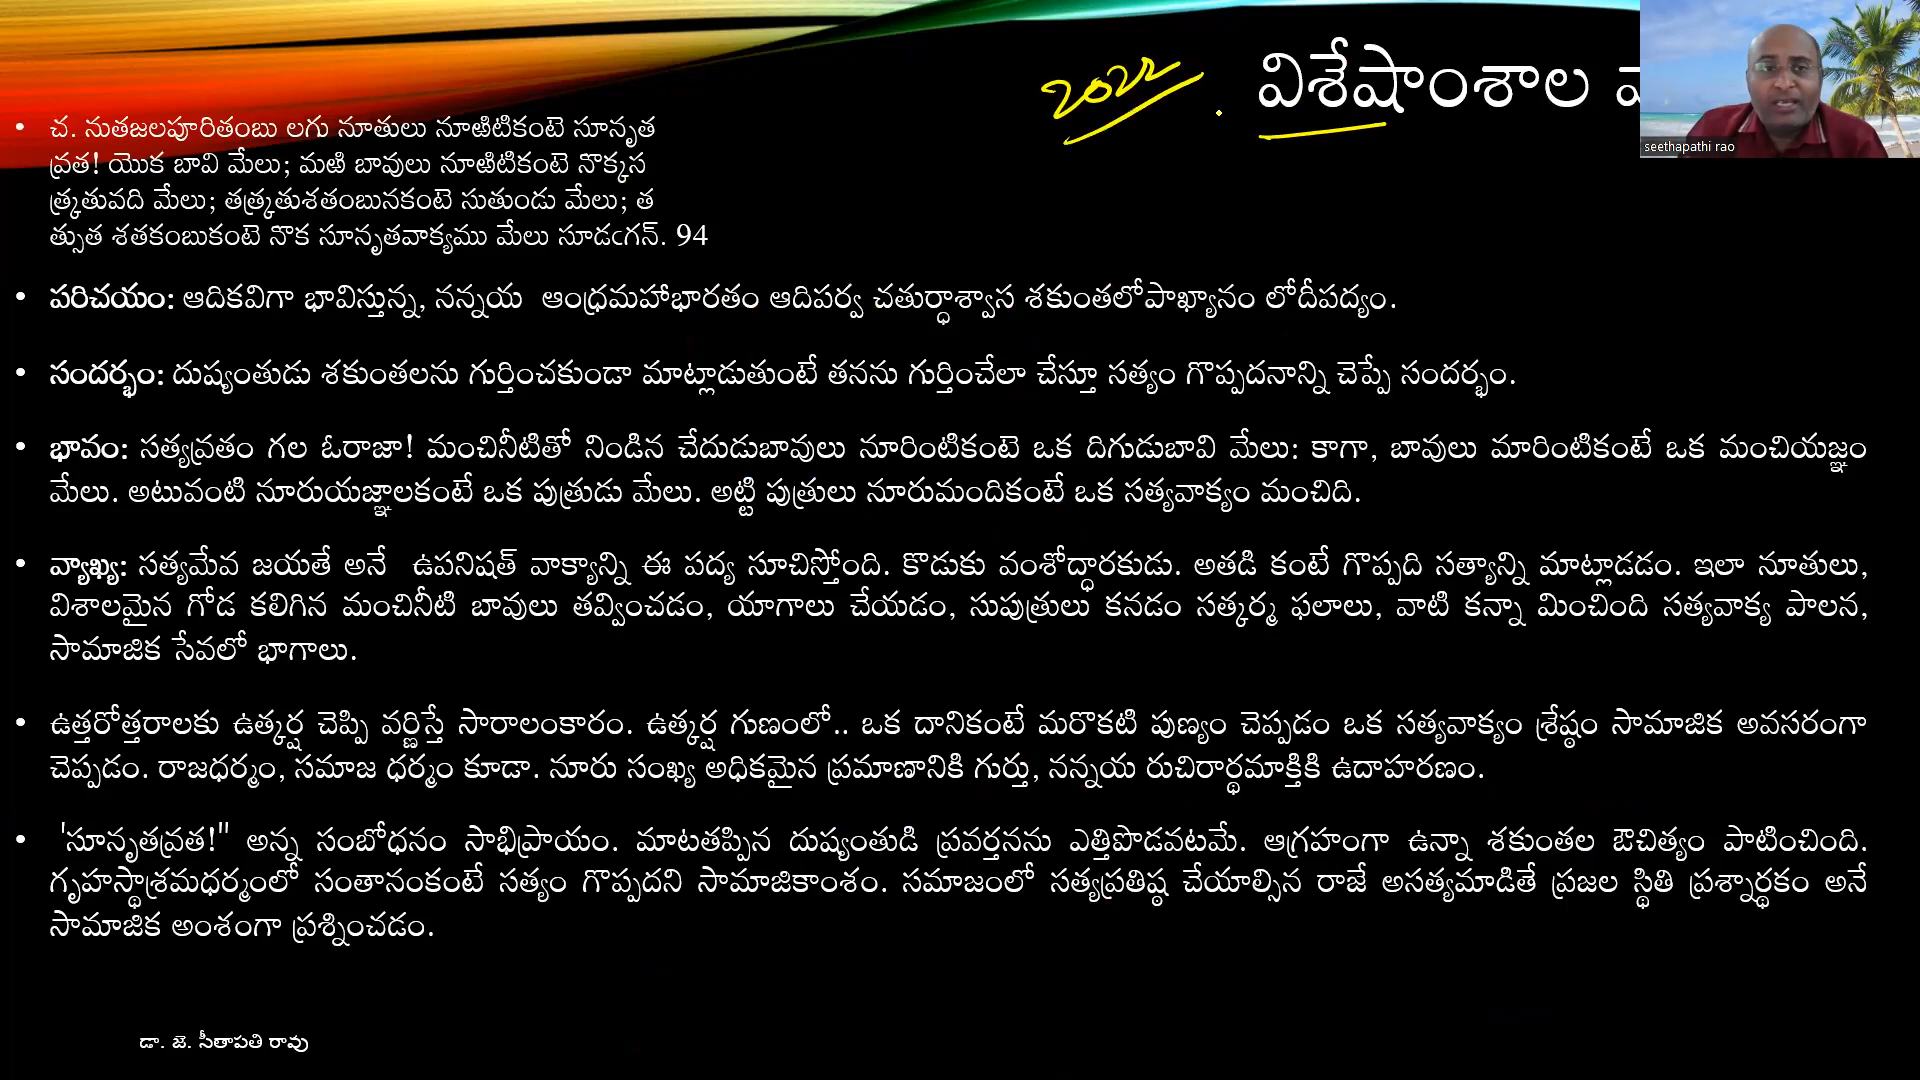 2022 . విశేషాంశాల
seethapathi rao
• చ. నుతజలపూరితంబు లగు నూతులు నూఱిటికంటె సూనృత
వ్రత! యొక బావి మేలు; మఱి బావులు నూఱిటికంటె నొక్కస
త్క్రతువది మేలు; తత్క్రతుశతంబునకంటె సుతుండు మేలు; త
త్సుత శతకంబుకంటె నొక సూనృతవాక్యము మేలు సూడఁగన్. 94
• పరిచయం: ఆదికవిగా భావిస్తున్న, నన్నయ ఆంధ్రమహాభారతం ఆదిపర్వ చతుర్ధాశ్వాస శకుంతలోపాఖ్యానం లోదీపద్యం.
• సందర్భం: దుష్యంతుడు శకుంతలను గుర్తించకుండా మాట్లాడుతుంటే తనను గుర్తించేలా చేస్తూ సత్యం గొప్పదనాన్ని చెప్పే సందర్భం.
• భావం: సత్యవ్రతం గల ఓరాజా! మంచినీటితో నిండిన చేదుడుబావులు నూరింటికంటె ఒక దిగుడుబావి మేలు: కాగా, బావులు మారింటికంటే ఒక మంచియజ్ఞం
మేలు. అటువంటి నూరుయజ్ఞాలకంటే ఒక పుత్రుడు మేలు. అట్టి పుత్రులు నూరుమందికంటే ఒక సత్యవాక్యం మంచిది.
• వ్యాఖ్య: సత్యమేవ జయతే అనే ఉపనిషత్ వాక్యాన్ని ఈ పద్య సూచిస్తోంది. కొడుకు వంశోద్ధారకుడు. అతడి కంటే గొప్పది సత్యాన్ని మాట్లాడడం. ఇలా నూతులు,
విశాలమైన గోడ కలిగిన మంచినీటి బావులు తవ్వించడం, యాగాలు చేయడం, సుపుత్రులు కనడం సత్కర్మ ఫలాలు, వాటి కన్నా మించింది సత్యవాక్య పాలన,
సామాజిక సేవలో భాగాలు.
• ఉత్తరోత్తరాలకు ఉత్కర్ష చెప్పి వర్ణిస్తే సారాలంకారం. ఉత్కర్ష గుణంలో.. ఒక దానికంటే మరొకటి పుణ్యం చెప్పడం ఒక సత్యవాక్యం శ్రేష్ఠం సామాజిక అవసరంగా
చెప్పడం. రాజధర్మం, సమాజ ధర్మం కూడా. నూరు సంఖ్య అధికమైన ప్రమాణానికి గుర్తు, నన్నయ రుచిరార్థమాక్తికి ఉదాహరణం.
• 'సూనృతవ్రత!" అన్న సంబోధనం సాభిప్రాయం. మాటతప్పిన దుష్యంతుడి ప్రవర్తనను ఎత్తిపొడవటమే. ఆగ్రహంగా ఉన్నా శకుంతల ఔచిత్యం పాటించింది.
గృహస్థాశ్రమధర్మంలో సంతానంకంటే సత్యం గొప్పదని సామాజికాంశం. సమాజంలో సత్యప్రతిష్ఠ చేయాల్సిన రాజే అసత్యమాడితే ప్రజల స్థితి ప్రశ్నార్థకం అనే
సామాజిక అంశంగా ప్రశ్నించడం.
డా. జె. సీతాపతి రావు